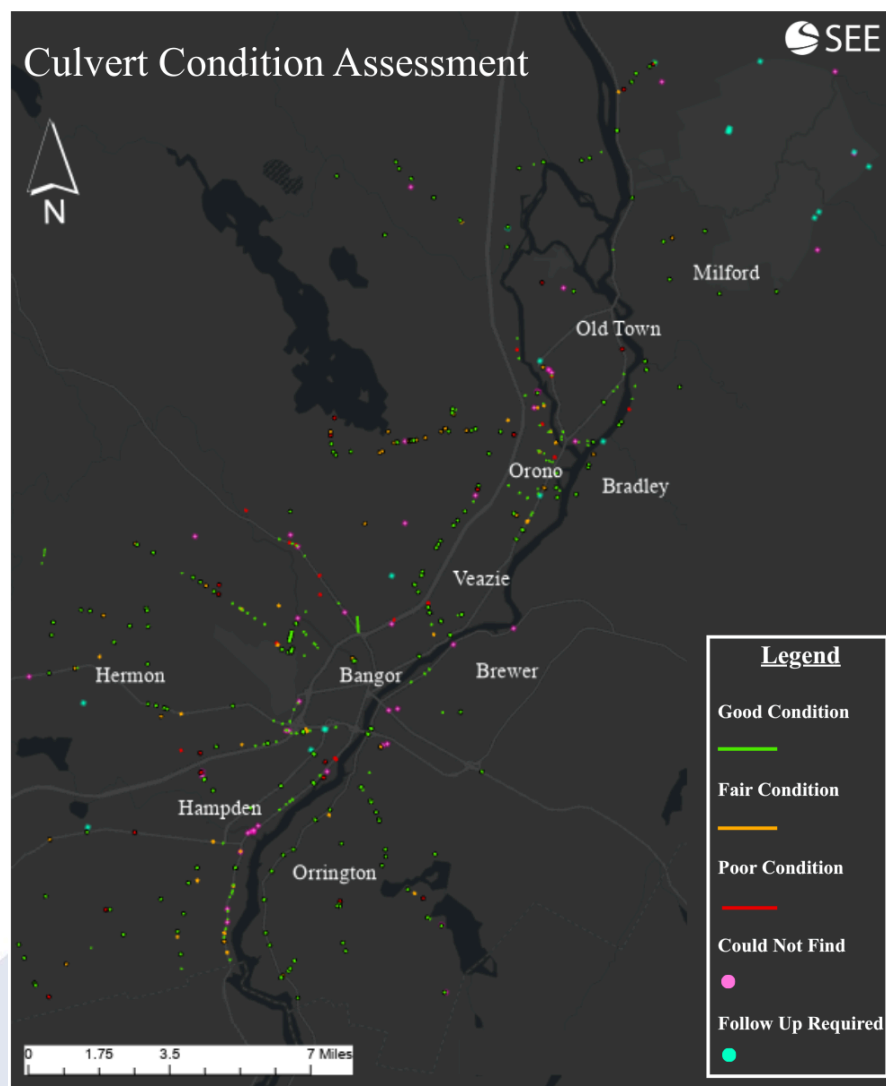 SEE
Culvert Condition Assessment
N
Milford
Old Town
Orono
Bradley
Veazie
Hermon
Bangor
Brewer
Hampden
Orrington
Legend
Good Condition
Fair Condition
Poor Condition
Could Not Find
Follow Up Required
0 1.75 3.5 7 Miles